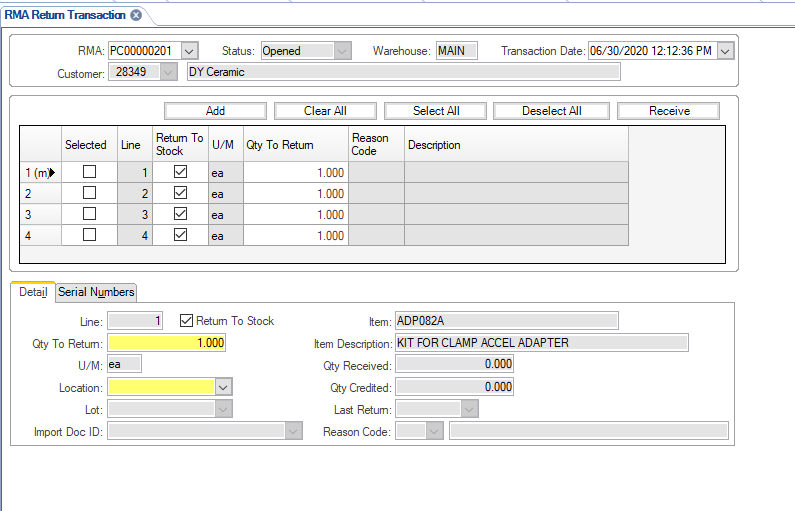 RMA Return Transaction
RMA: PC00000201 Status: Opened Warehouse: MAIN Transaction Date: 06/30/2020 12:12:36 PM
Customer: 28349 DY Ceramic
Add Clear All Select All Deselect All Receive
Selected Line Return To Stock U/M Qty To Return Reason Code Description
1 (m) 1 ea 1.000
2 2 ea 1.000
3 3 ea 1.000
4 4 ea 1.000
Detail Serial Numbers
Line: 1 Return To Stock Item: ADP082A
Qty To Return: 1.000 Item Description: KIT FOR CLAMP ACCEL ADAPTER
U/M: ea Qty Received: 0.000
Location: Qty Credited: 0.000
Lot: Last Return:
Import Doc ID: Reason Code: